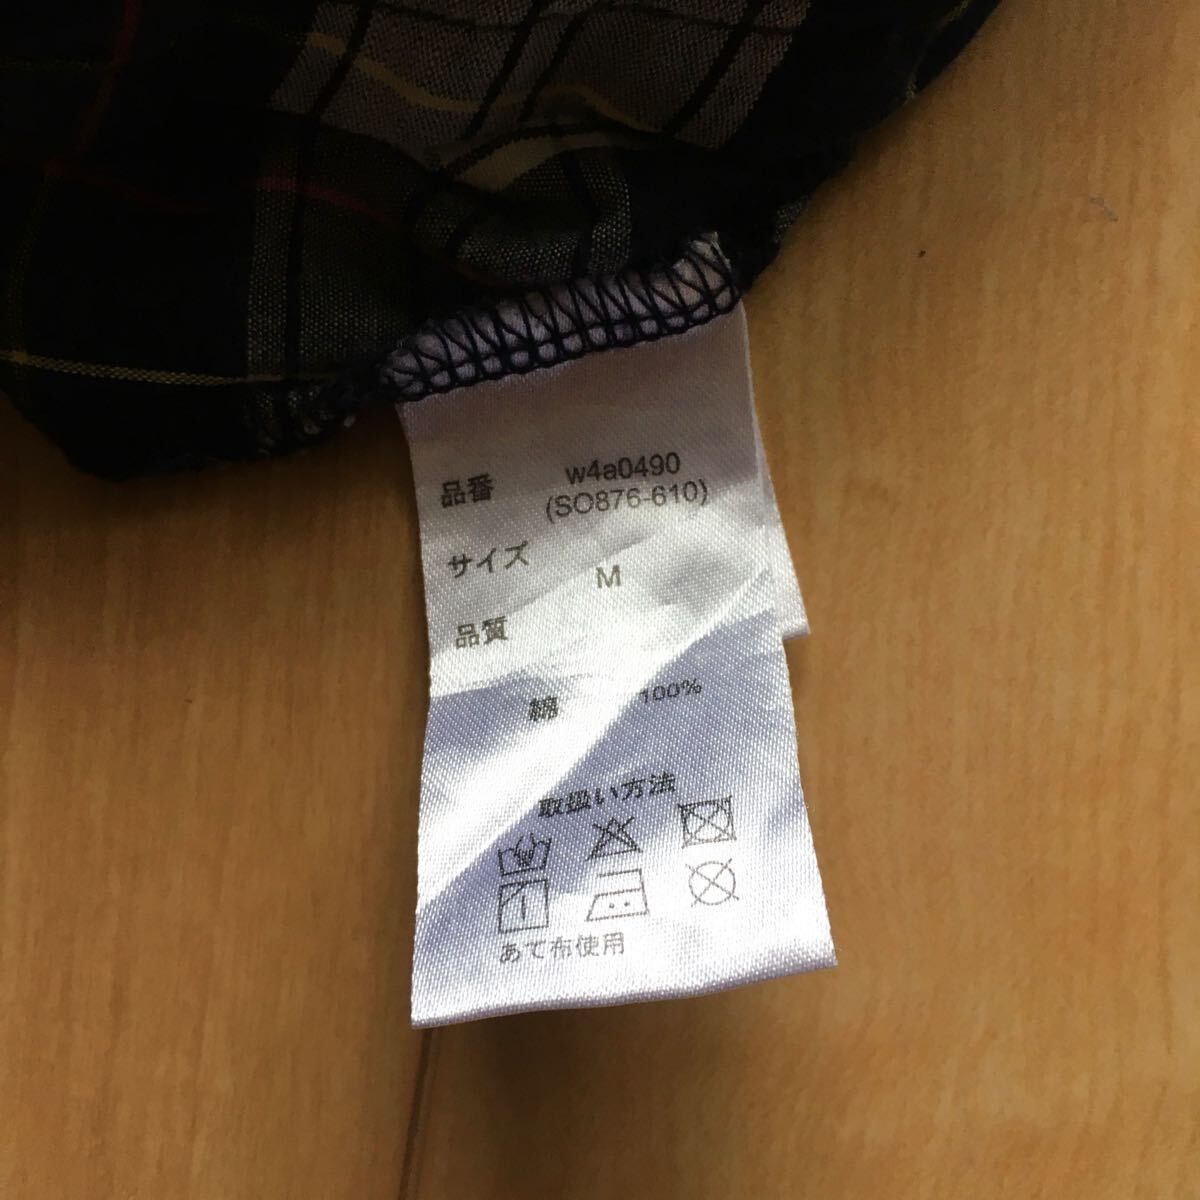 品番 w4a0490
(SO876-610)
サイズ M
品質
綿 100%
取扱い方法
あて布使用